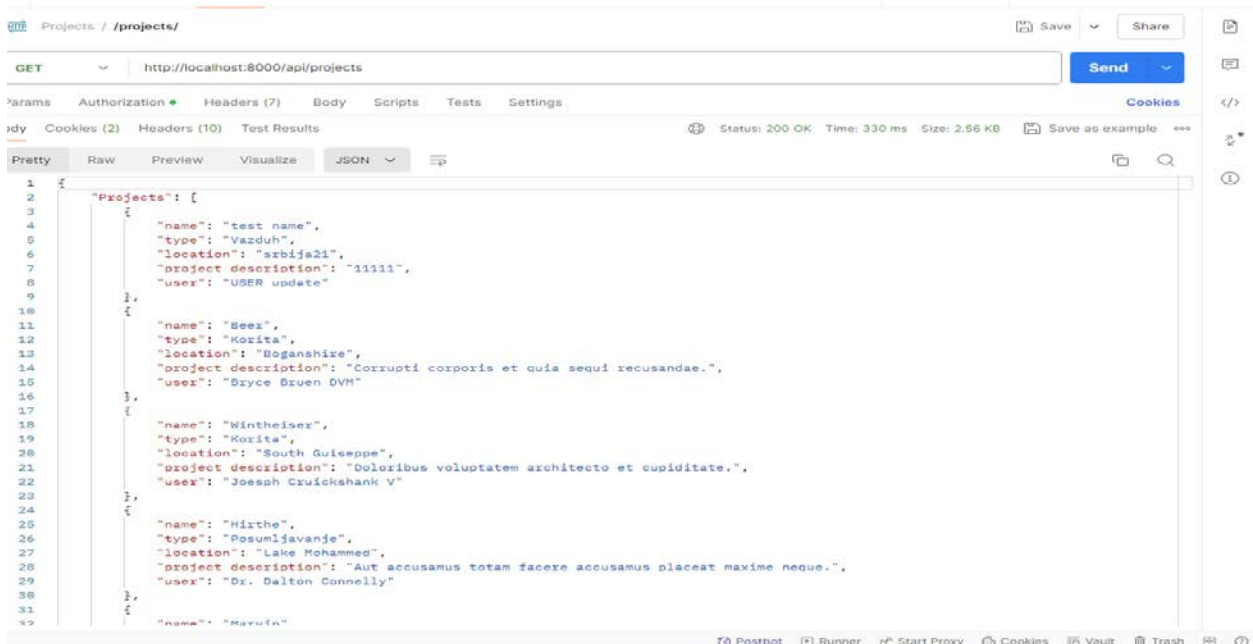 HTTP Projects / /projects/ Save Share
GET http://localhost:8000/api/projects Send
Params Authorization Headers (7) Body Scripts Tests Settings Cookies
ody Cookies (2) Headers (10) Test Results Status: 200 OK Time: 330 ms Size: 2.56 KB Save as example
Pretty Raw Preview Visualize JSON
1 {
2 "Projects": [
3 {
4 "name": "test name",
5 "type": "Vazduh",
6 "location": "srbija21",
7 "project description": "11111",
8 "user": "USER update"
9 },
10 {
11 "name": "Beer",
12 "type": "Korita",
13 "location": "Boganshire",
14 "project description": "Corrupti corporis et quia sequi recusandae.",
15 "user": "Bryce Bruen DVM"
16 },
17 {
18 "name": "Wintheiser",
19 "type": "Korita",
20 "location": "South Guiseppe",
21 "project description": "Doloribus voluptatem architecto et cupiditate.",
22 "user": "Joesph Cruickshank V"
23 },
24 {
25 "name": "Hirthe",
26 "type": "Posumljavanje",
27 "location": "Lake Mohammed",
28 "project description": "Aut accusamus totam facere accusamus placeat maxime neque.",
29 "user": "Dr. Dalton Connelly"
30 },
31 {
32 "name": "Marvin"
Postbot Runner Start Proxy Cookies Vault Trash